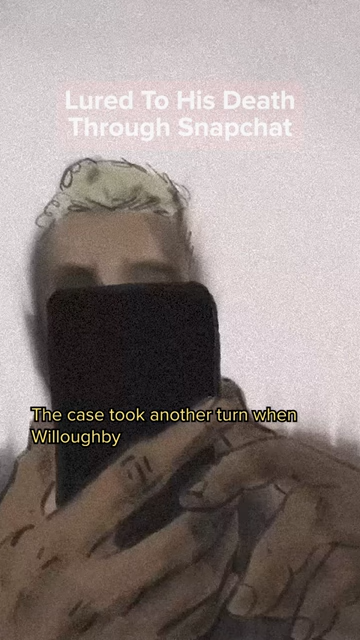 Lured To His Death
Through Snapchat
The case took another turn when
Willoughby